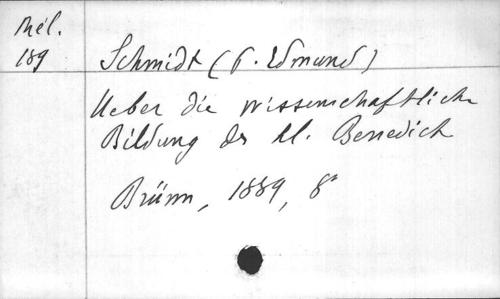 Mél.
189
Schmidt (P. Edmund)
Ueber die wissenschaftliche
Bildung des hl. Benedict
Brünn, 1889, 8°